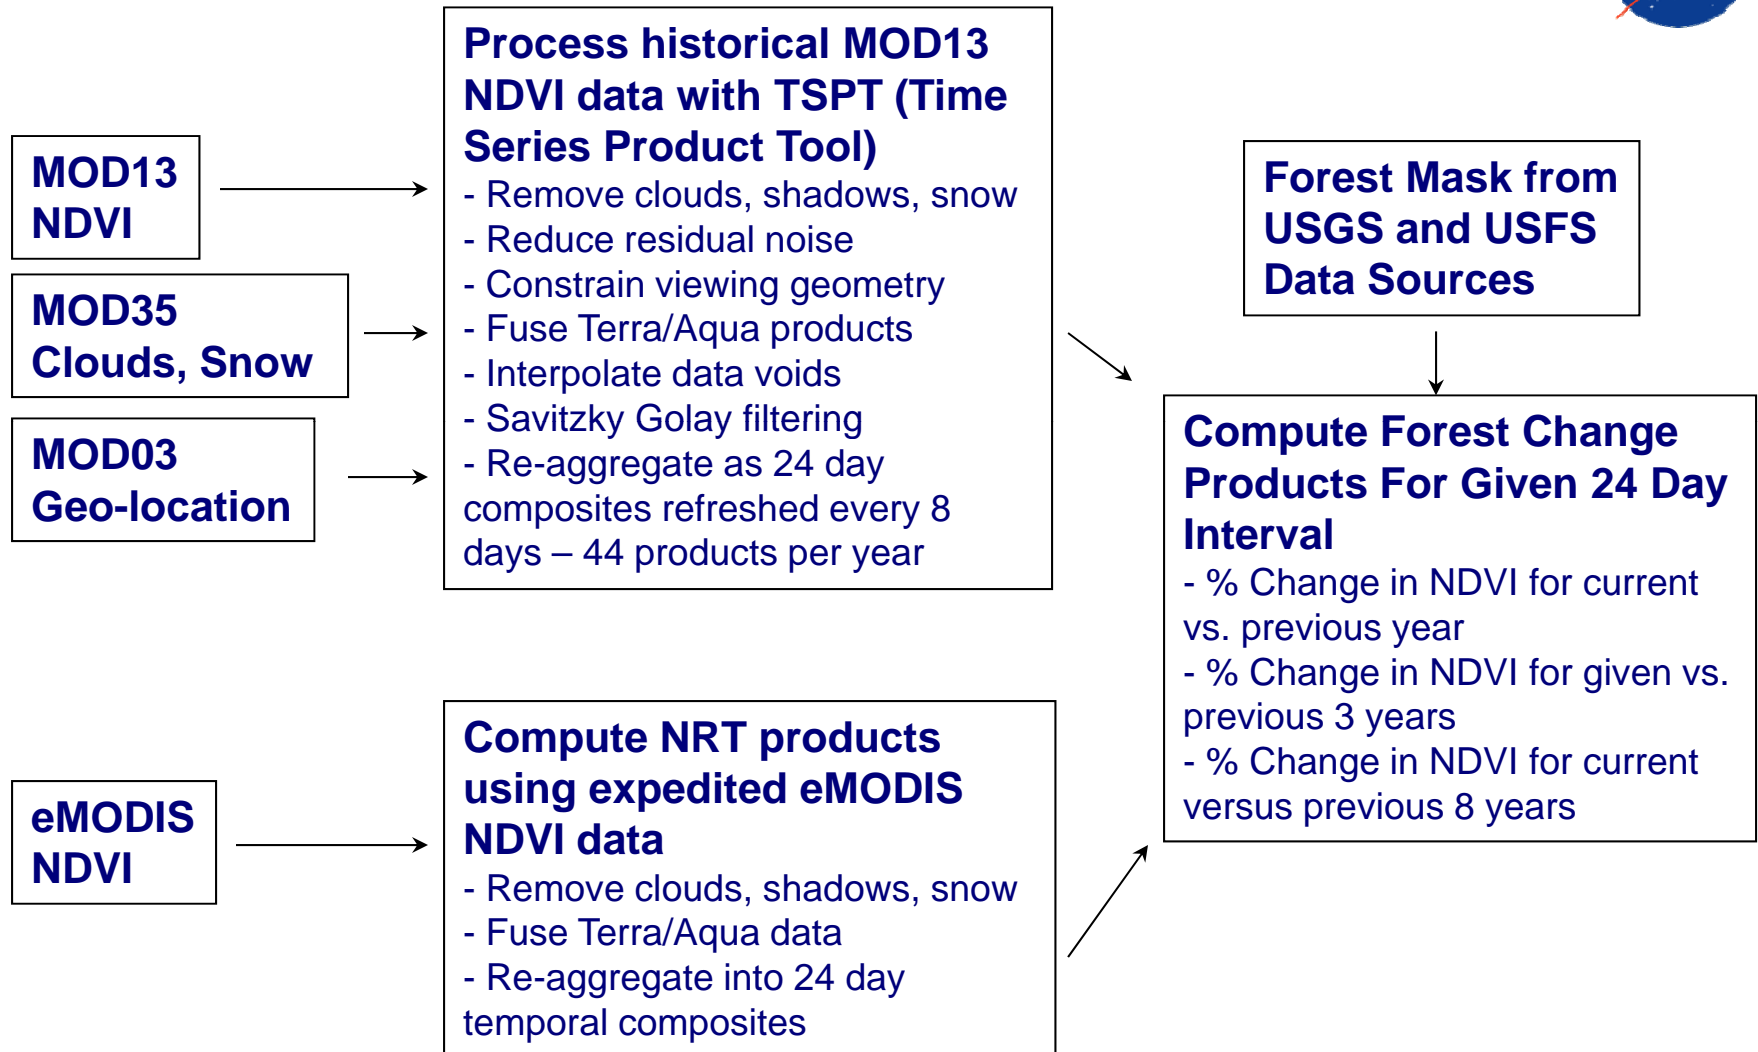 MOD13
NDVI
MOD35
Clouds, Snow
MOD03
Geo-location
Process historical MOD13
NDVI data with TSPT (Time
Series Product Tool)
- Remove clouds, shadows, snow
- Reduce residual noise
- Constrain viewing geometry
- Fuse Terra/Aqua products
- Interpolate data voids
- Savitzky Golay filtering
- Re-aggregate as 24 day
composites refreshed every 8
days – 44 products per year
Forest Mask from
USGS and USFS
Data Sources
eMODIS
NDVI
Compute NRT products
using expedited eMODIS
NDVI data
- Remove clouds, shadows, snow
- Fuse Terra/Aqua data
- Re-aggregate into 24 day
temporal composites
Compute Forest Change
Products For Given 24 Day
Interval
- % Change in NDVI for current
vs. previous year
- % Change in NDVI for given vs.
previous 3 years
- % Change in NDVI for current
versus previous 8 years